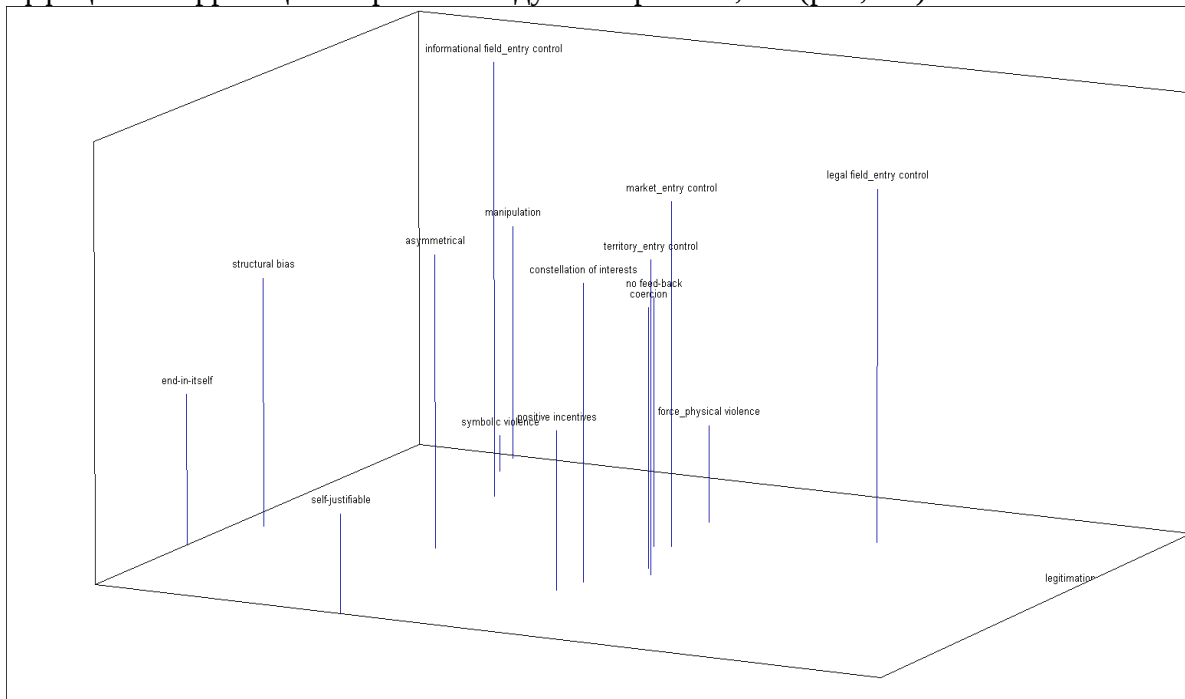 informational field_entry control
legal field_entry control
market_entry control
manipulation
asymmetrical
territory_entry control
structural bias
constellation of interests
no feed-back
coercion
end-in-itself
force_physical violence
positive incentives
symbolic violence
self-justifiable
legitimation